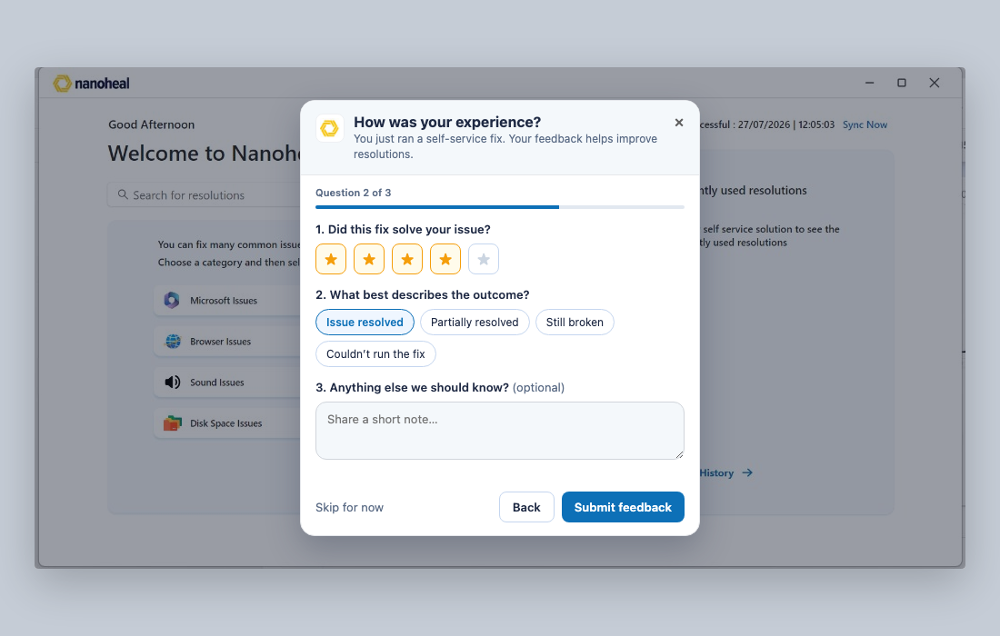 nanoheal
Good Afternoon
cessful : 27/07/2026 | 12:05:03 Sync Now
Welcome to Nanohe
Search for resolutions
You can fix many common issue
Choose a category and then sel
Microsoft Issues
Browser Issues
Sound Issues
Disk Space Issues
ntly used resolutions
self service solution to see the
tly used resolutions
History
How was your experience?
You just ran a self-service fix. Your feedback helps improve
resolutions.
Question 2 of 3
1. Did this fix solve your issue?
2. What best describes the outcome?
Issue resolved
Partially resolved
Still broken
Couldn’t run the fix
3. Anything else we should know? (optional)
Share a short note…
Skip for now
Back
Submit feedback